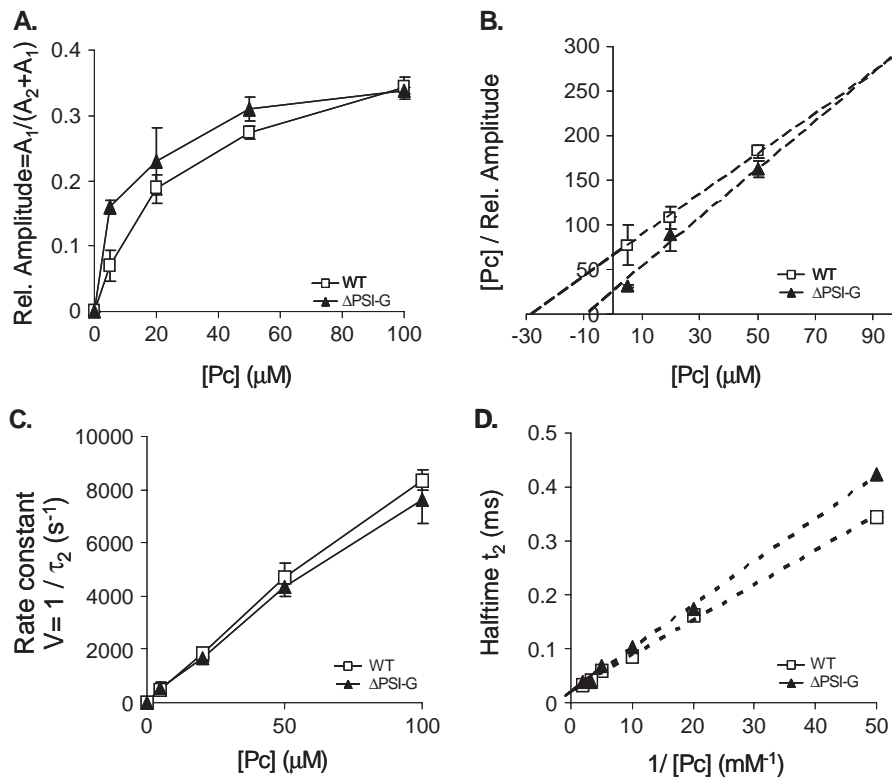 A.
Rel. Amplitude=A1/(A2+A1)
0.4
0.3
0.2
0.1
0
0 20 40 60 80 100
[Pc] (μM)
WT
ΔPSI-G
B.
[Pc] / Rel. Amplitude
300
250
200
150
100
50
0
-30 -10 10 30 50 70 90
[Pc] (μM)
WT
ΔPSI-G
C.
Rate constant
V= 1 / τ2 (s-1)
10000
8000
6000
4000
2000
0
0 50 100
[Pc] (μM)
WT
ΔPSI-G
D.
Halftime t2 (ms)
0.5
0.4
0.3
0.2
0.1
0
0 10 20 30 40 50
1/ [Pc] (mM-1)
WT
ΔPSI-G